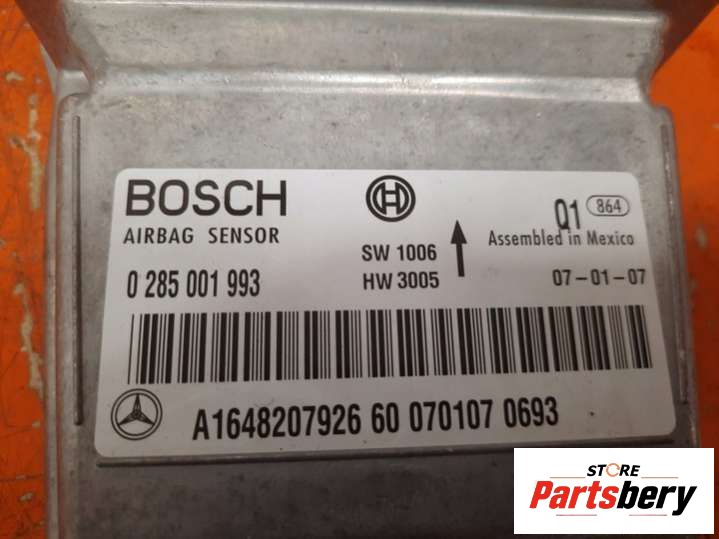 BOSCH
AIRBAG SENSOR
0 285 001 993
SW 1006
HW 3005
Q1 864
Assembled in Mexico
07-01-07
A1648207926 60 070107 0693
STORE
Partsbery